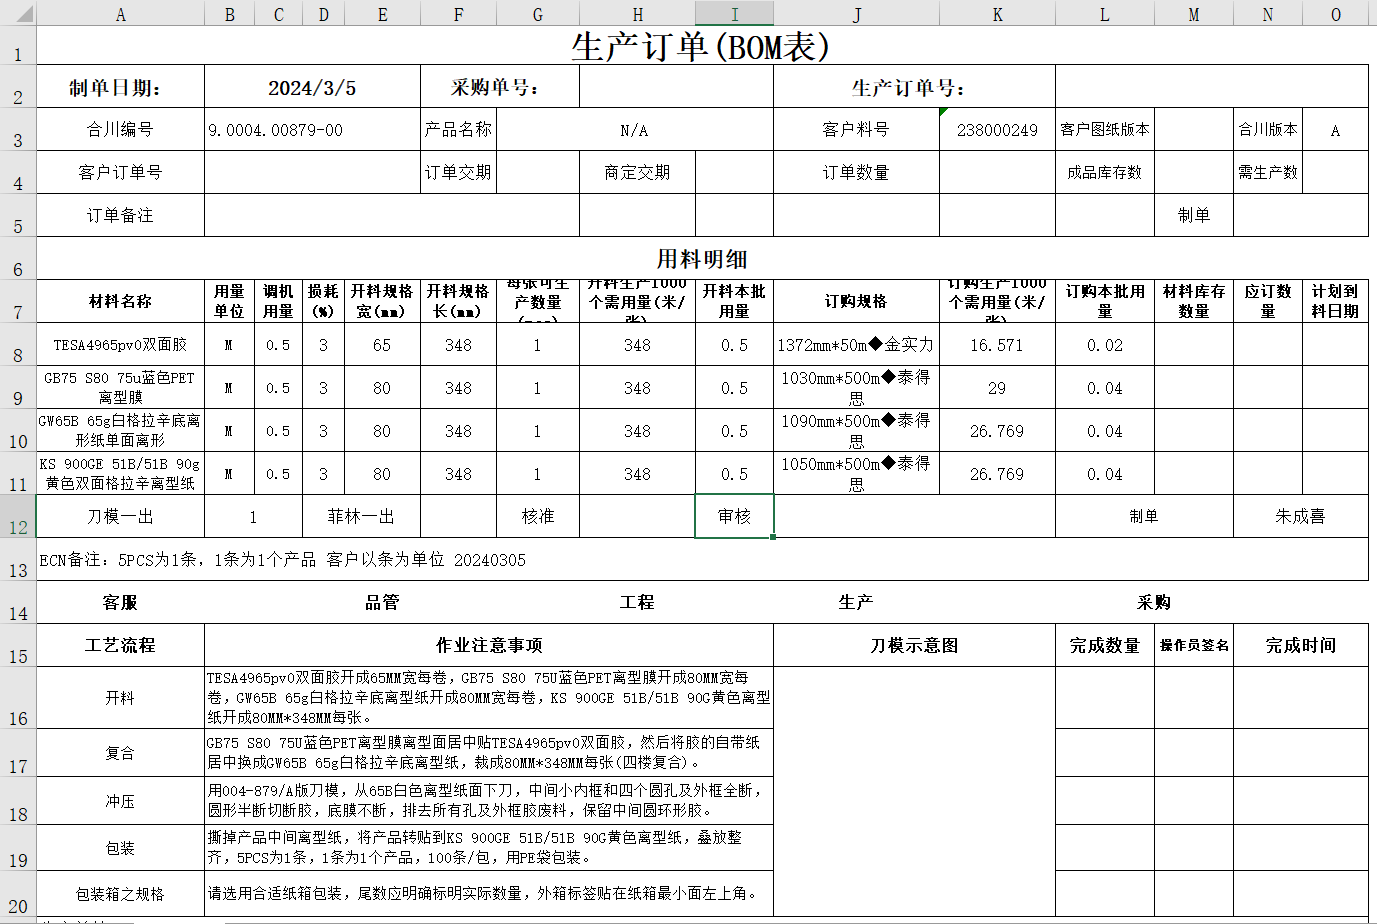 A B C D E F G H I J K L M N O
1 生产订单(BOM表)
2 制单日期： 2024/3/5 采购单号： 生产订单号：
3 合川编号 9.0004.00879-00 产品名称 N/A 客户料号 238000249 客户图纸版本 合川版本 A
4 客户订单号 订单交期 商定交期 订单数量 成品库存数 需生产数
5 订单备注 制单
6 用料明细
7 材料名称 用量单位 调机用量 损耗(%) 开料规格宽(mm) 开料规格长(mm) 每张可生产数量(pcs) 开料生产1000个需用量(米/张) 开料本批用量 订购规格 订购生产1000个需用量(米/张) 订购本批用量 材料库存数量 应订数量 计划到料日期
8 TESA4965pv0双面胶 M 0.5 3 65 348 1 348 0.5 1372mm*50m◆金实力 16.571 0.02
9 GB75 S80 75u蓝色PET离型膜 M 0.5 3 80 348 1 348 0.5 1030mm*500m◆泰得思 29 0.04
10 GW65B 65g白格拉辛底离形纸单面离形 M 0.5 3 80 348 1 348 0.5 1090mm*500m◆泰得思 26.769 0.04
11 KS 900GE 51B/51B 90g黄色双面格拉辛离型纸 M 0.5 3 80 348 1 348 0.5 1050mm*500m◆泰得思 26.769 0.04
12 刀模一出 1 菲林一出 核准 审核 制单 朱成喜
13 ECN备注：5PCS为1条，1条为1个产品 客户以条为单位 20240305
14 客服 品管 工程 生产 采购
15 工艺流程 作业注意事项 刀模示意图 完成数量 操作员签名 完成时间
16 开料 TESA4965pv0双面胶开成65MM宽每卷，GB75 S80 75U蓝色PET离型膜开成80MM宽每
卷，GW65B 65g白格拉辛底离型纸开成80MM宽每卷，KS 900GE 51B/51B 90G黄色离型
纸开成80MM*348MM每张。
17 复合 GB75 S80 75U蓝色PET离型膜离型面居中贴TESA4965pv0双面胶，然后将胶的自带纸
居中换成GW65B 65g白格拉辛底离型纸，裁成80MM*348MM每张(四楼复合)。
18 冲压 用004-879/A版刀模，从65B白色离型纸面下刀，中间小内框和四个圆孔及外框全断，
圆形半断切断胶，底膜不断，排去所有孔及外框胶废料，保留中间圆环形胶。
19 包装 撕掉产品中间离型纸，将产品转贴到KS 900GE 51B/51B 90G黄色离型纸，叠放整
齐，5PCS为1条，1条为1个产品，100条/包，用PE袋包装。
20 包装箱之规格 请选用合适纸箱包装，尾数应明确标明实际数量，外箱标签贴在纸箱最小面左上角。